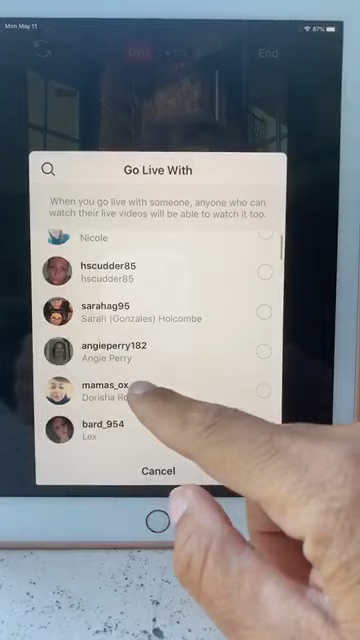 Mon May 11
87%
End
Go Live With
When you go live with someone, anyone who can
watch their live videos will be able to watch it too.
Nicole
hscudder85
hscudder85
sarahag95
Sarah (Gonzales) Holcombe
angieperry182
Angie Perry
mamas_ox
Dorisha
bard_954
Lex
Cancel